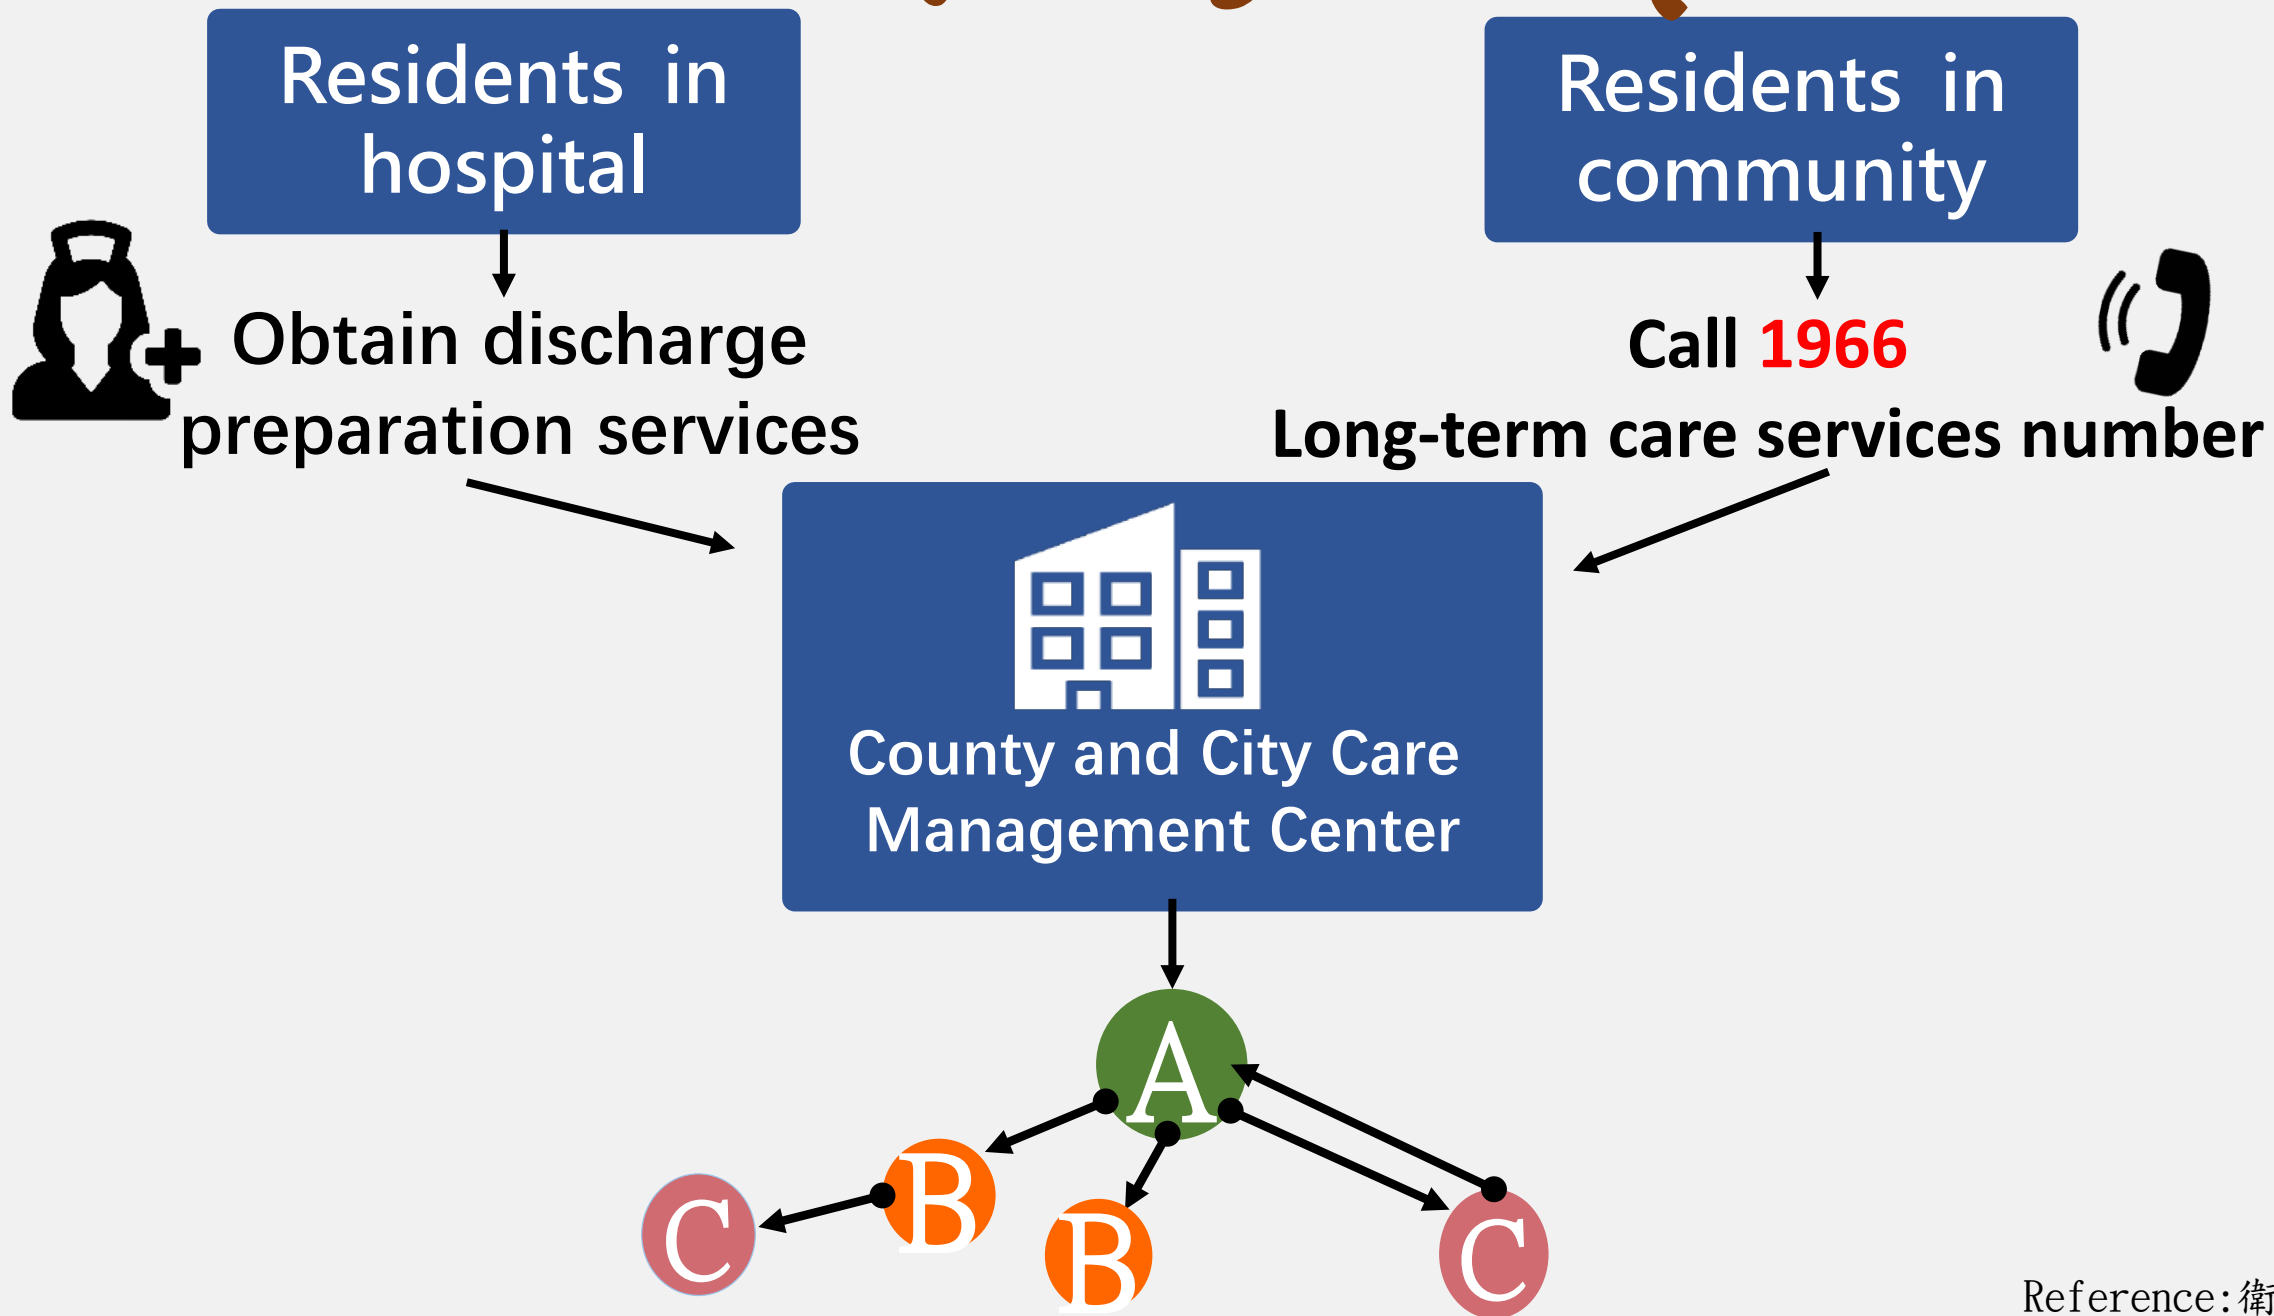 Residents in
hospital
Residents in
community
Obtain discharge
preparation services
Call 1966
Long-term care services number
County and City Care
Management Center
A
B
C
B
C
Reference:衛